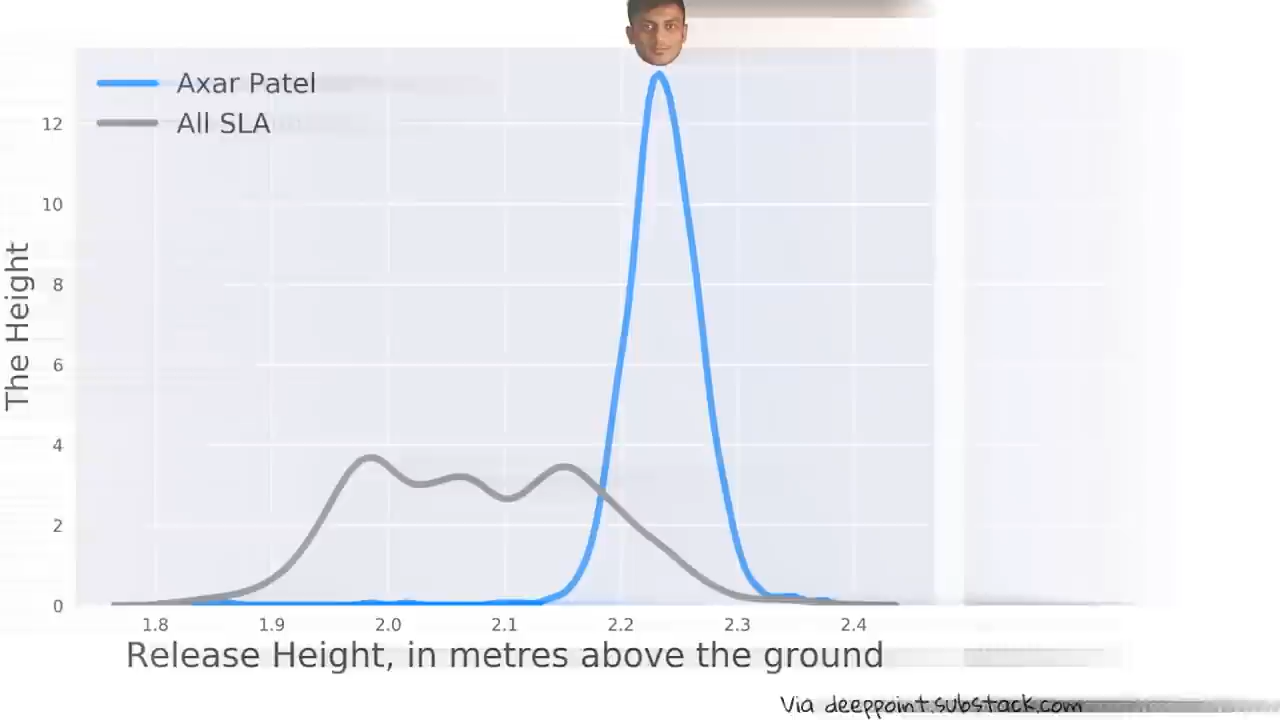 Axar Patel
All SLA
12
10
8
6
4
2
0
The Height
1.8 1.9 2.0 2.1 2.2 2.3 2.4
Release Height, in metres above the ground
Via deeppoint.substack.com